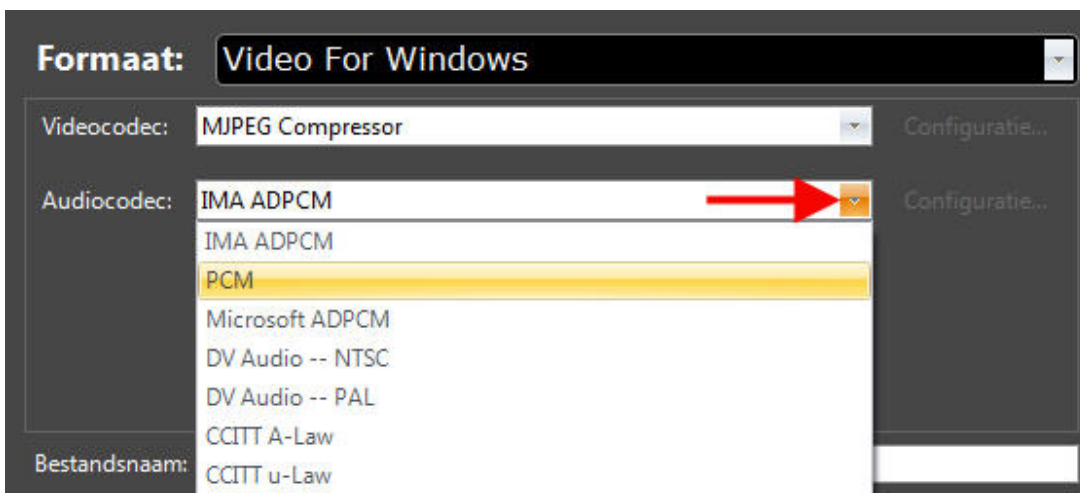 Formaat: Video For Windows
Videocodec: MJPEG Compressor Configuratie...
Audiocodec: IMA ADPCM Configuratie...
IMA ADPCM
PCM
Microsoft ADPCM
DV Audio -- NTSC
DV Audio -- PAL
CCITT A-Law
Bestandsnaam: CCITT u-Law